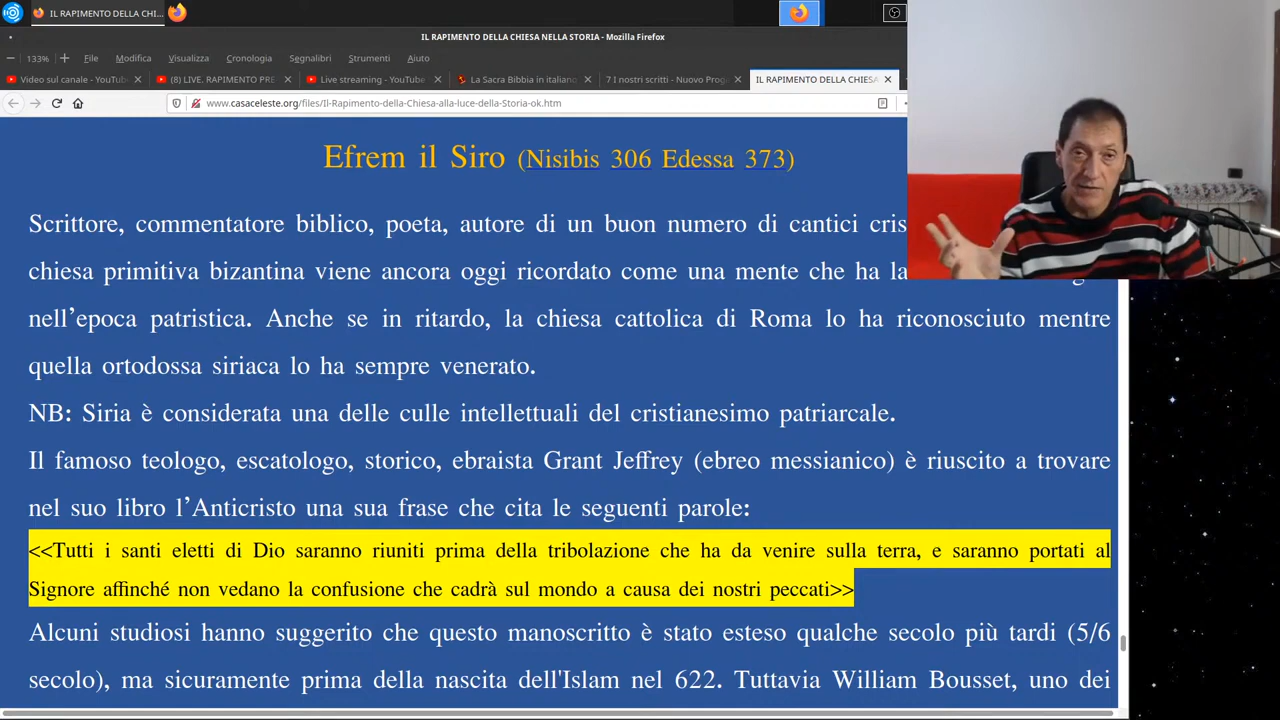 IL RAPIMENTO DELLA CHI...
IL RAPIMENTO DELLA CHIESA NELLA STORIA - Mozilla Firefox
133% File Modifica Visualizza Cronologia Segnalibri Strumenti Aiuto
Video sul canale - YouTub (8) LIVE. RAPIMENTO PRE- Live streaming - YouTube La Sacra Bibbia in italiano 7 I nostri scritti - Nuovo Prog IL RAPIMENTO DELLA CHIESA
www.casaceleste.org/files/Il-Rapimento-della-Chiesa-alla-luce-della-Storia-ok.htm
Efrem il Siro (Nisibis 306 Edessa 373)
Scrittore, commentatore biblico, poeta, autore di un buon numero di cantici cris
chiesa primitiva bizantina viene ancora oggi ricordato come una mente che ha la
nell’epoca patristica. Anche se in ritardo, la chiesa cattolica di Roma lo ha riconosciuto mentre
quella ortodossa siriaca lo ha sempre venerato.
NB: Siria è considerata una delle culle intellettuali del cristianesimo patriarcale.
Il famoso teologo, escatologo, storico, ebraista Grant Jeffrey (ebreo messianico) è riuscito a trovare
nel suo libro l’Anticristo una sua frase che cita le seguenti parole:
<<Tutti i santi eletti di Dio saranno riuniti prima della tribolazione che ha da venire sulla terra, e saranno portati al
Signore affinché non vedano la confusione che cadrà sul mondo a causa dei nostri peccati>>
Alcuni studiosi hanno suggerito che questo manoscritto è stato esteso qualche secolo più tardi (5/6
secolo), ma sicuramente prima della nascita dell'Islam nel 622. Tuttavia William Bousset, uno dei